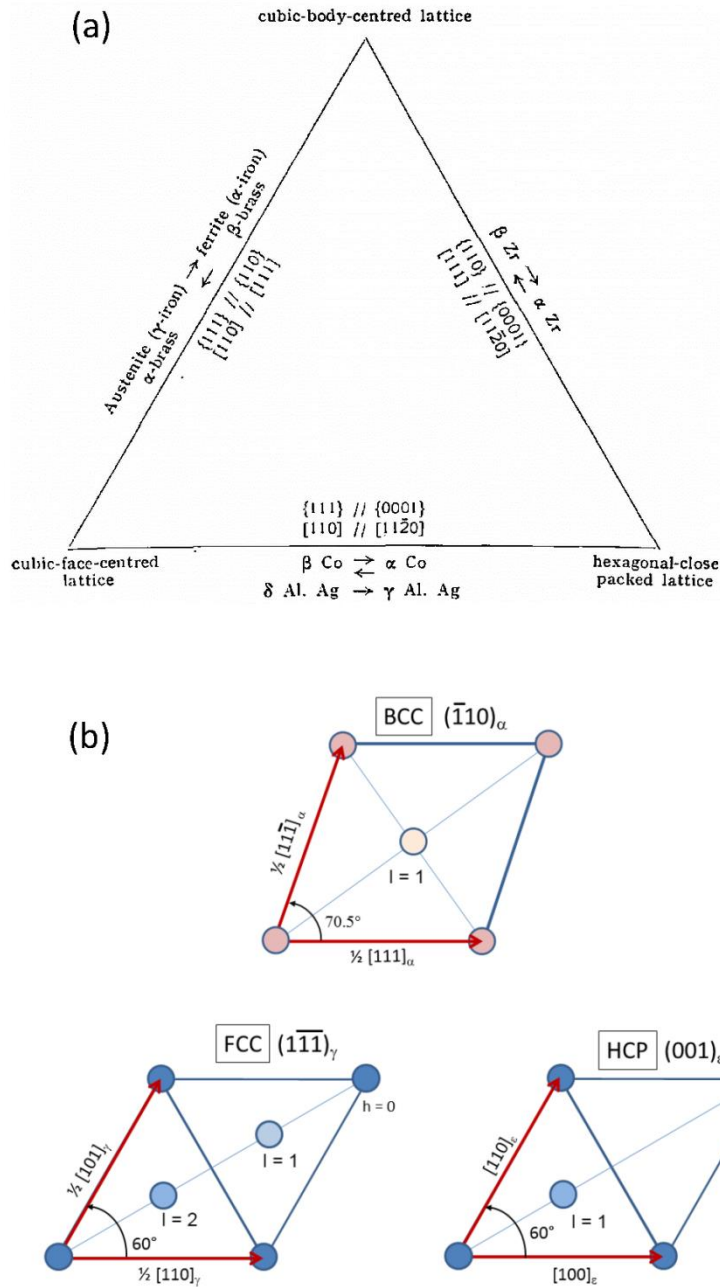 (a)
cubic-body-centred lattice
Austenite (γ-iron) → ferrite (α-iron)
α-brass ← β-brass
{111} // {110}
[110] // [111]
β Zr → α Zr
←
{110} // {0001}
[111] // [112̄0]
{111} // {0001}
[110] // [112̄0]
cubic-face-centred
lattice
β Co → α Co
←
δ Al. Ag → γ Al. Ag
hexagonal-close
packed lattice
(b)
BCC (1̄10)α
½ [111̄]α
l = 1
70.5°
½ [111]α
FCC (11̄1̄)γ
h = 0
½ [101]γ
l = 1
l = 2
60°
½ [110]γ
HCP (001)ε
[110]ε
l = 1
60°
[100]ε